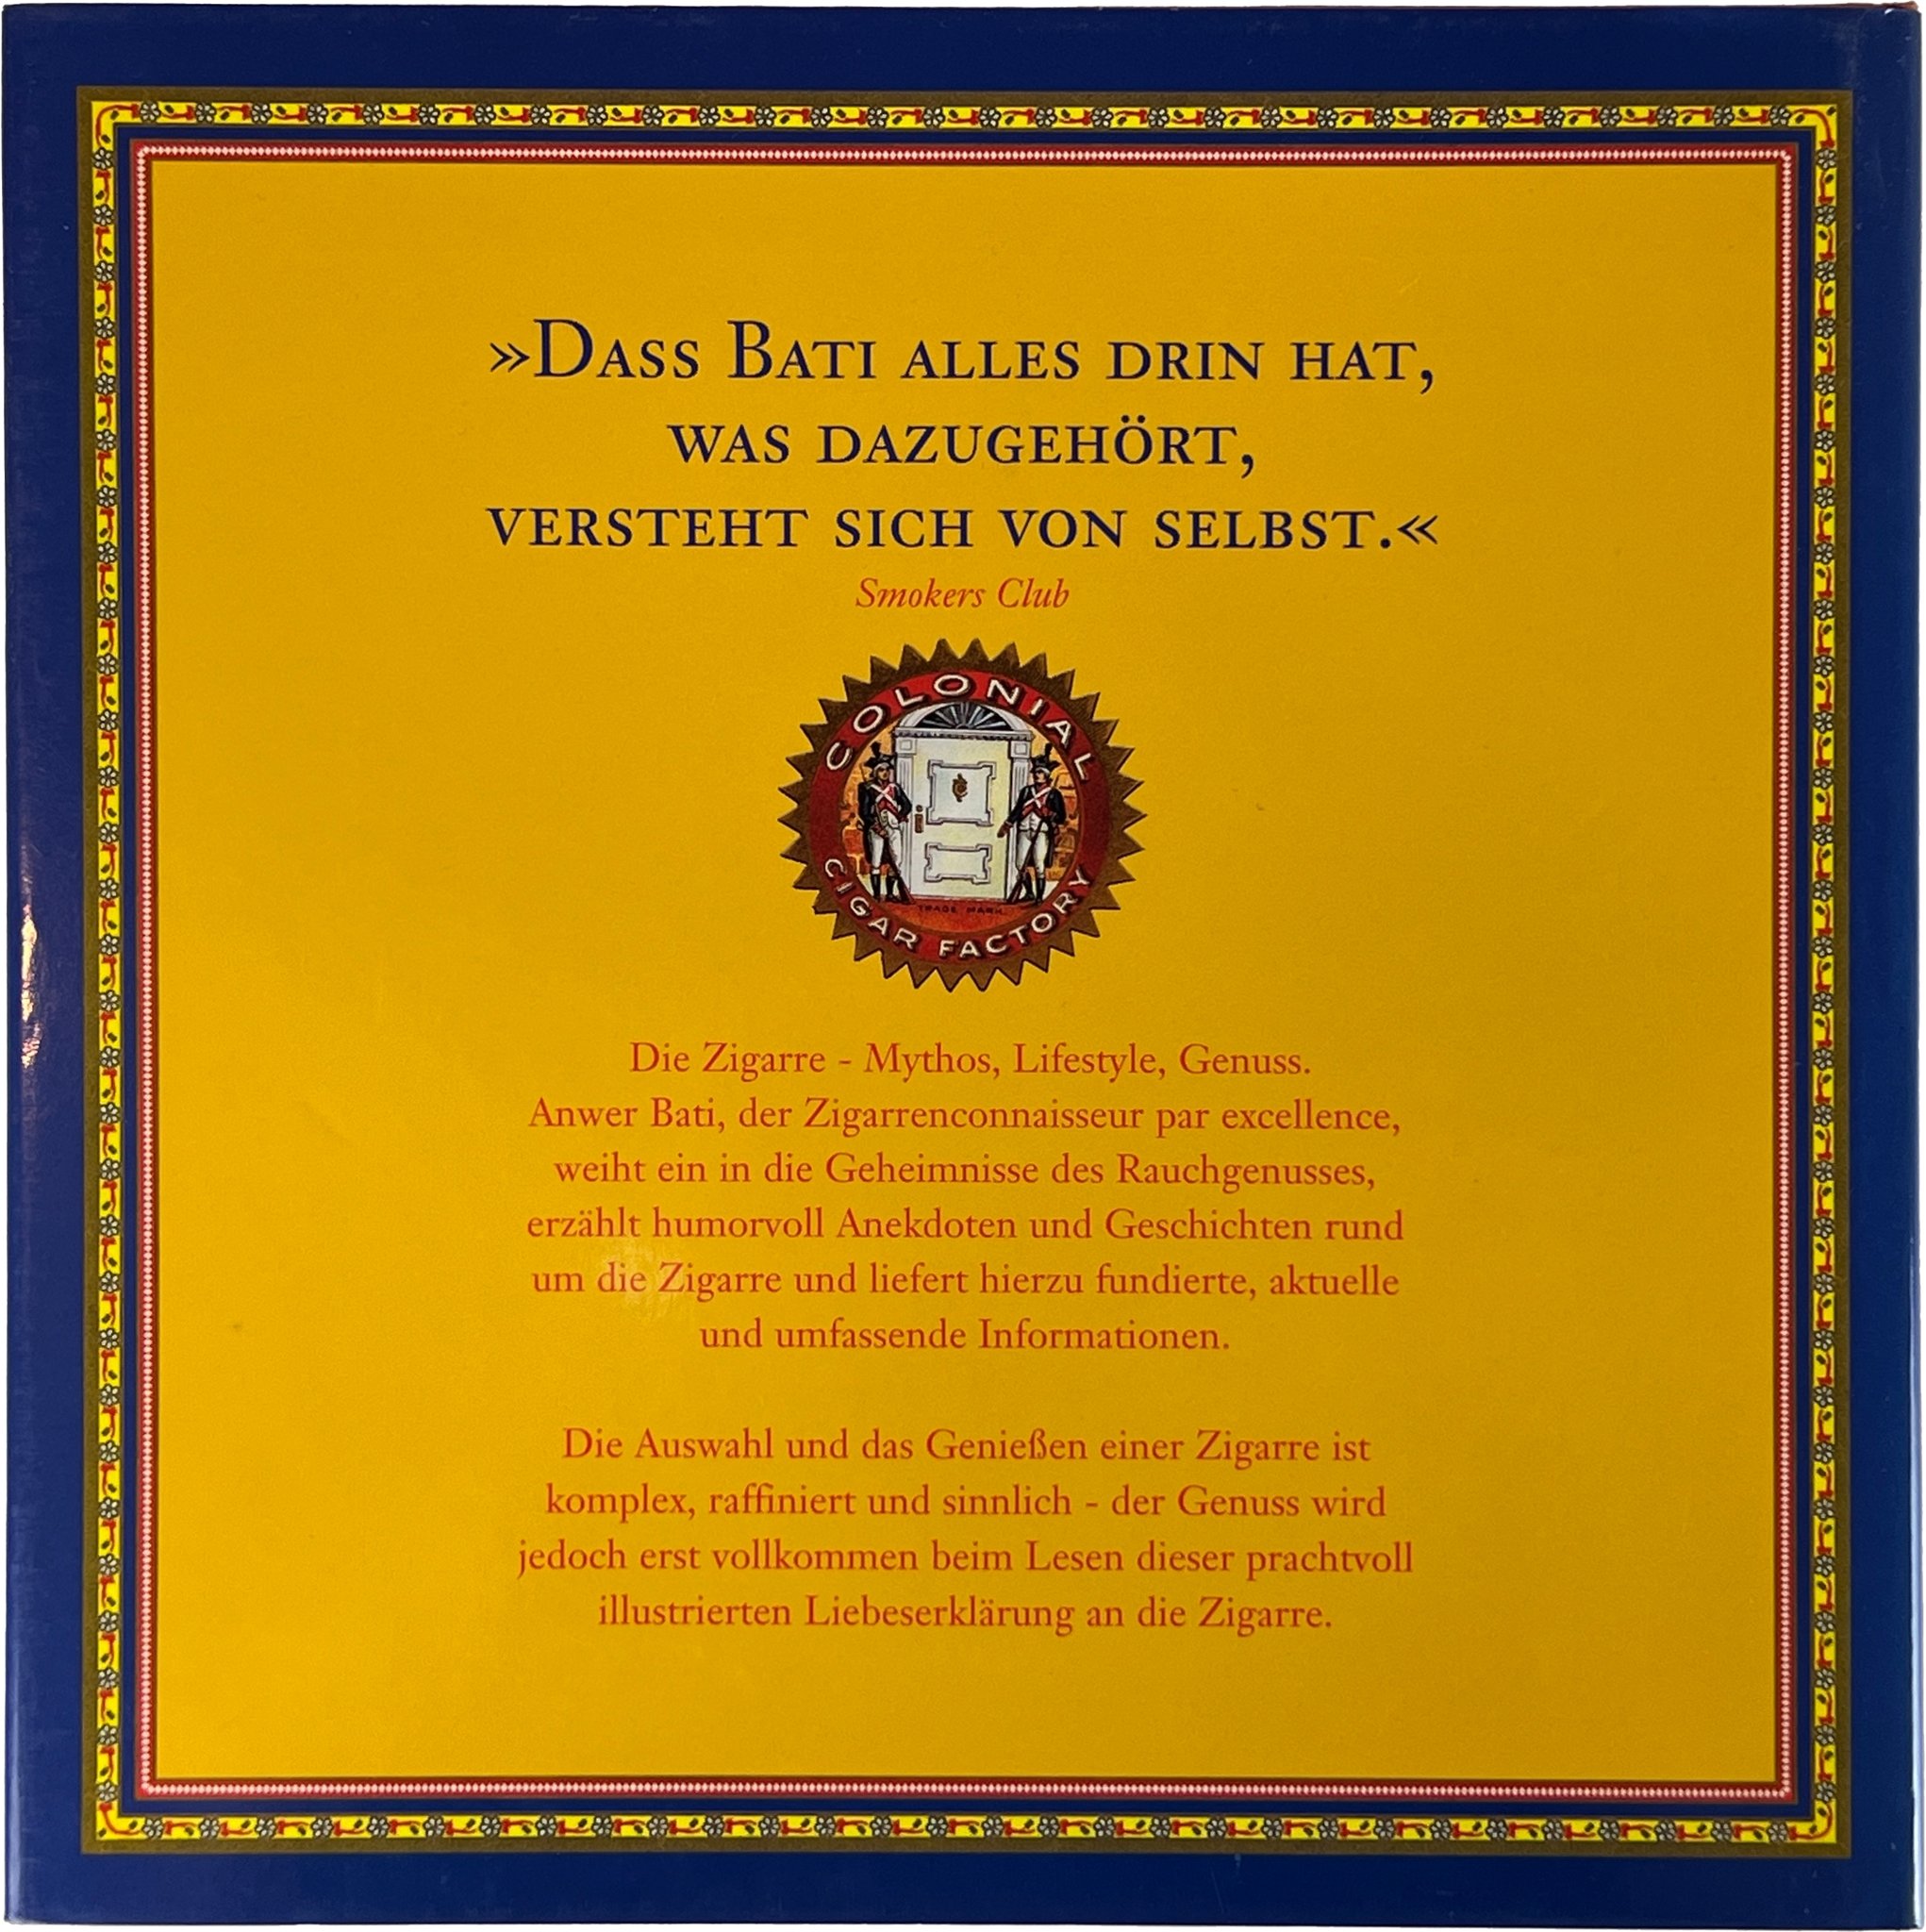 »Dass Bati alles drin hat,
was dazugehört,
versteht sich von selbst.«
Smokers Club
COLONIAL
TRADE MARK
CIGAR FACTORY
Die Zigarre - Mythos, Lifestyle, Genuss.
Anwer Bati, der Zigarrenconnaisseur par excellence,
weiht ein in die Geheimnisse des Rauchgenusses,
erzählt humorvoll Anekdoten und Geschichten rund
um die Zigarre und liefert hierzu fundierte, aktuelle
und umfassende Informationen.
Die Auswahl und das Genießen einer Zigarre ist
komplex, raffiniert und sinnlich - der Genuss wird
jedoch erst vollkommen beim Lesen dieser prachtvoll
illustrierten Liebeserklärung an die Zigarre.